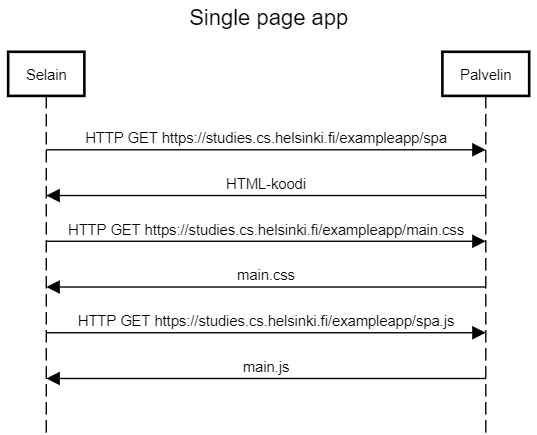 Single page app
Selain
Palvelin
HTTP GET https://studies.cs.helsinki.fi/exampleapp/spa
HTML-koodi
HTTP GET https://studies.cs.helsinki.fi/exampleapp/main.css
main.css
HTTP GET https://studies.cs.helsinki.fi/exampleapp/spa.js
main.js